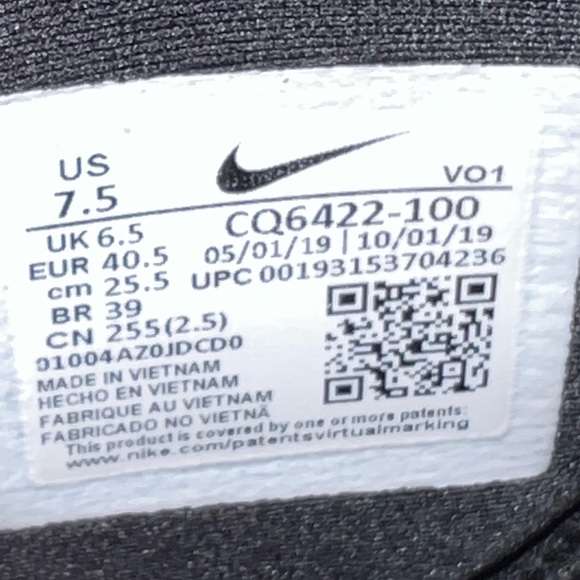 US
7.5
VO1
UK 6.5
CQ6422-100
EUR 40.5
05/01/19 | 10/01/19
cm 25.5
UPC 00193153704236
BR 39
CN 255(2.5)
01004AZ0JDCD0
MADE IN VIETNAM
HECHO EN VIETNAM
FABRIQUE AU VIETNAM
FABRICADO NO VIETNÃ
This product is covered by one or more patents:
www.nike.com/patentsvirtualmarking